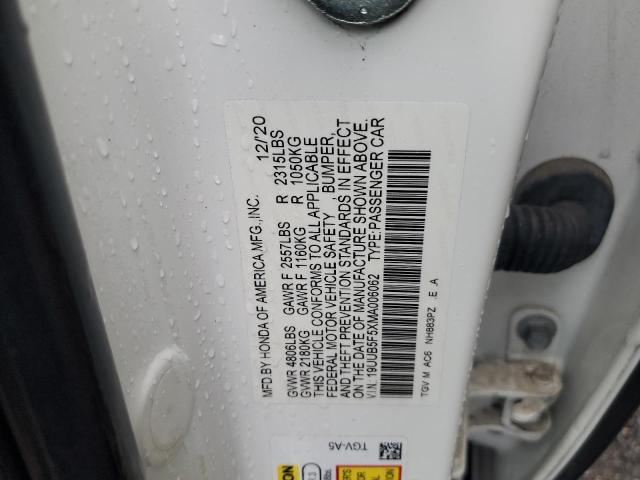 MFD. BY HONDA OF AMERICA MFG.,INC. 12/'20
GVWR 4806LBS GAWR F 2557LBS R 2315LBS
GVWR 2180KG GAWR F 1160KG R 1050KG
THIS VEHICLE CONFORMS TO ALL APPLICABLE
FEDERAL MOTOR VEHICLE SAFETY , BUMPER,
AND THEFT PREVENTION STANDARDS IN EFFECT
ON THE DATE OF MANUFACTURE SHOWN ABOVE.
V.I.N.: 19UUB5F5XMA006062 TYPE:PASSENGER CAR
TGV M AC6 NH883PZ .E .A
TGV-A5